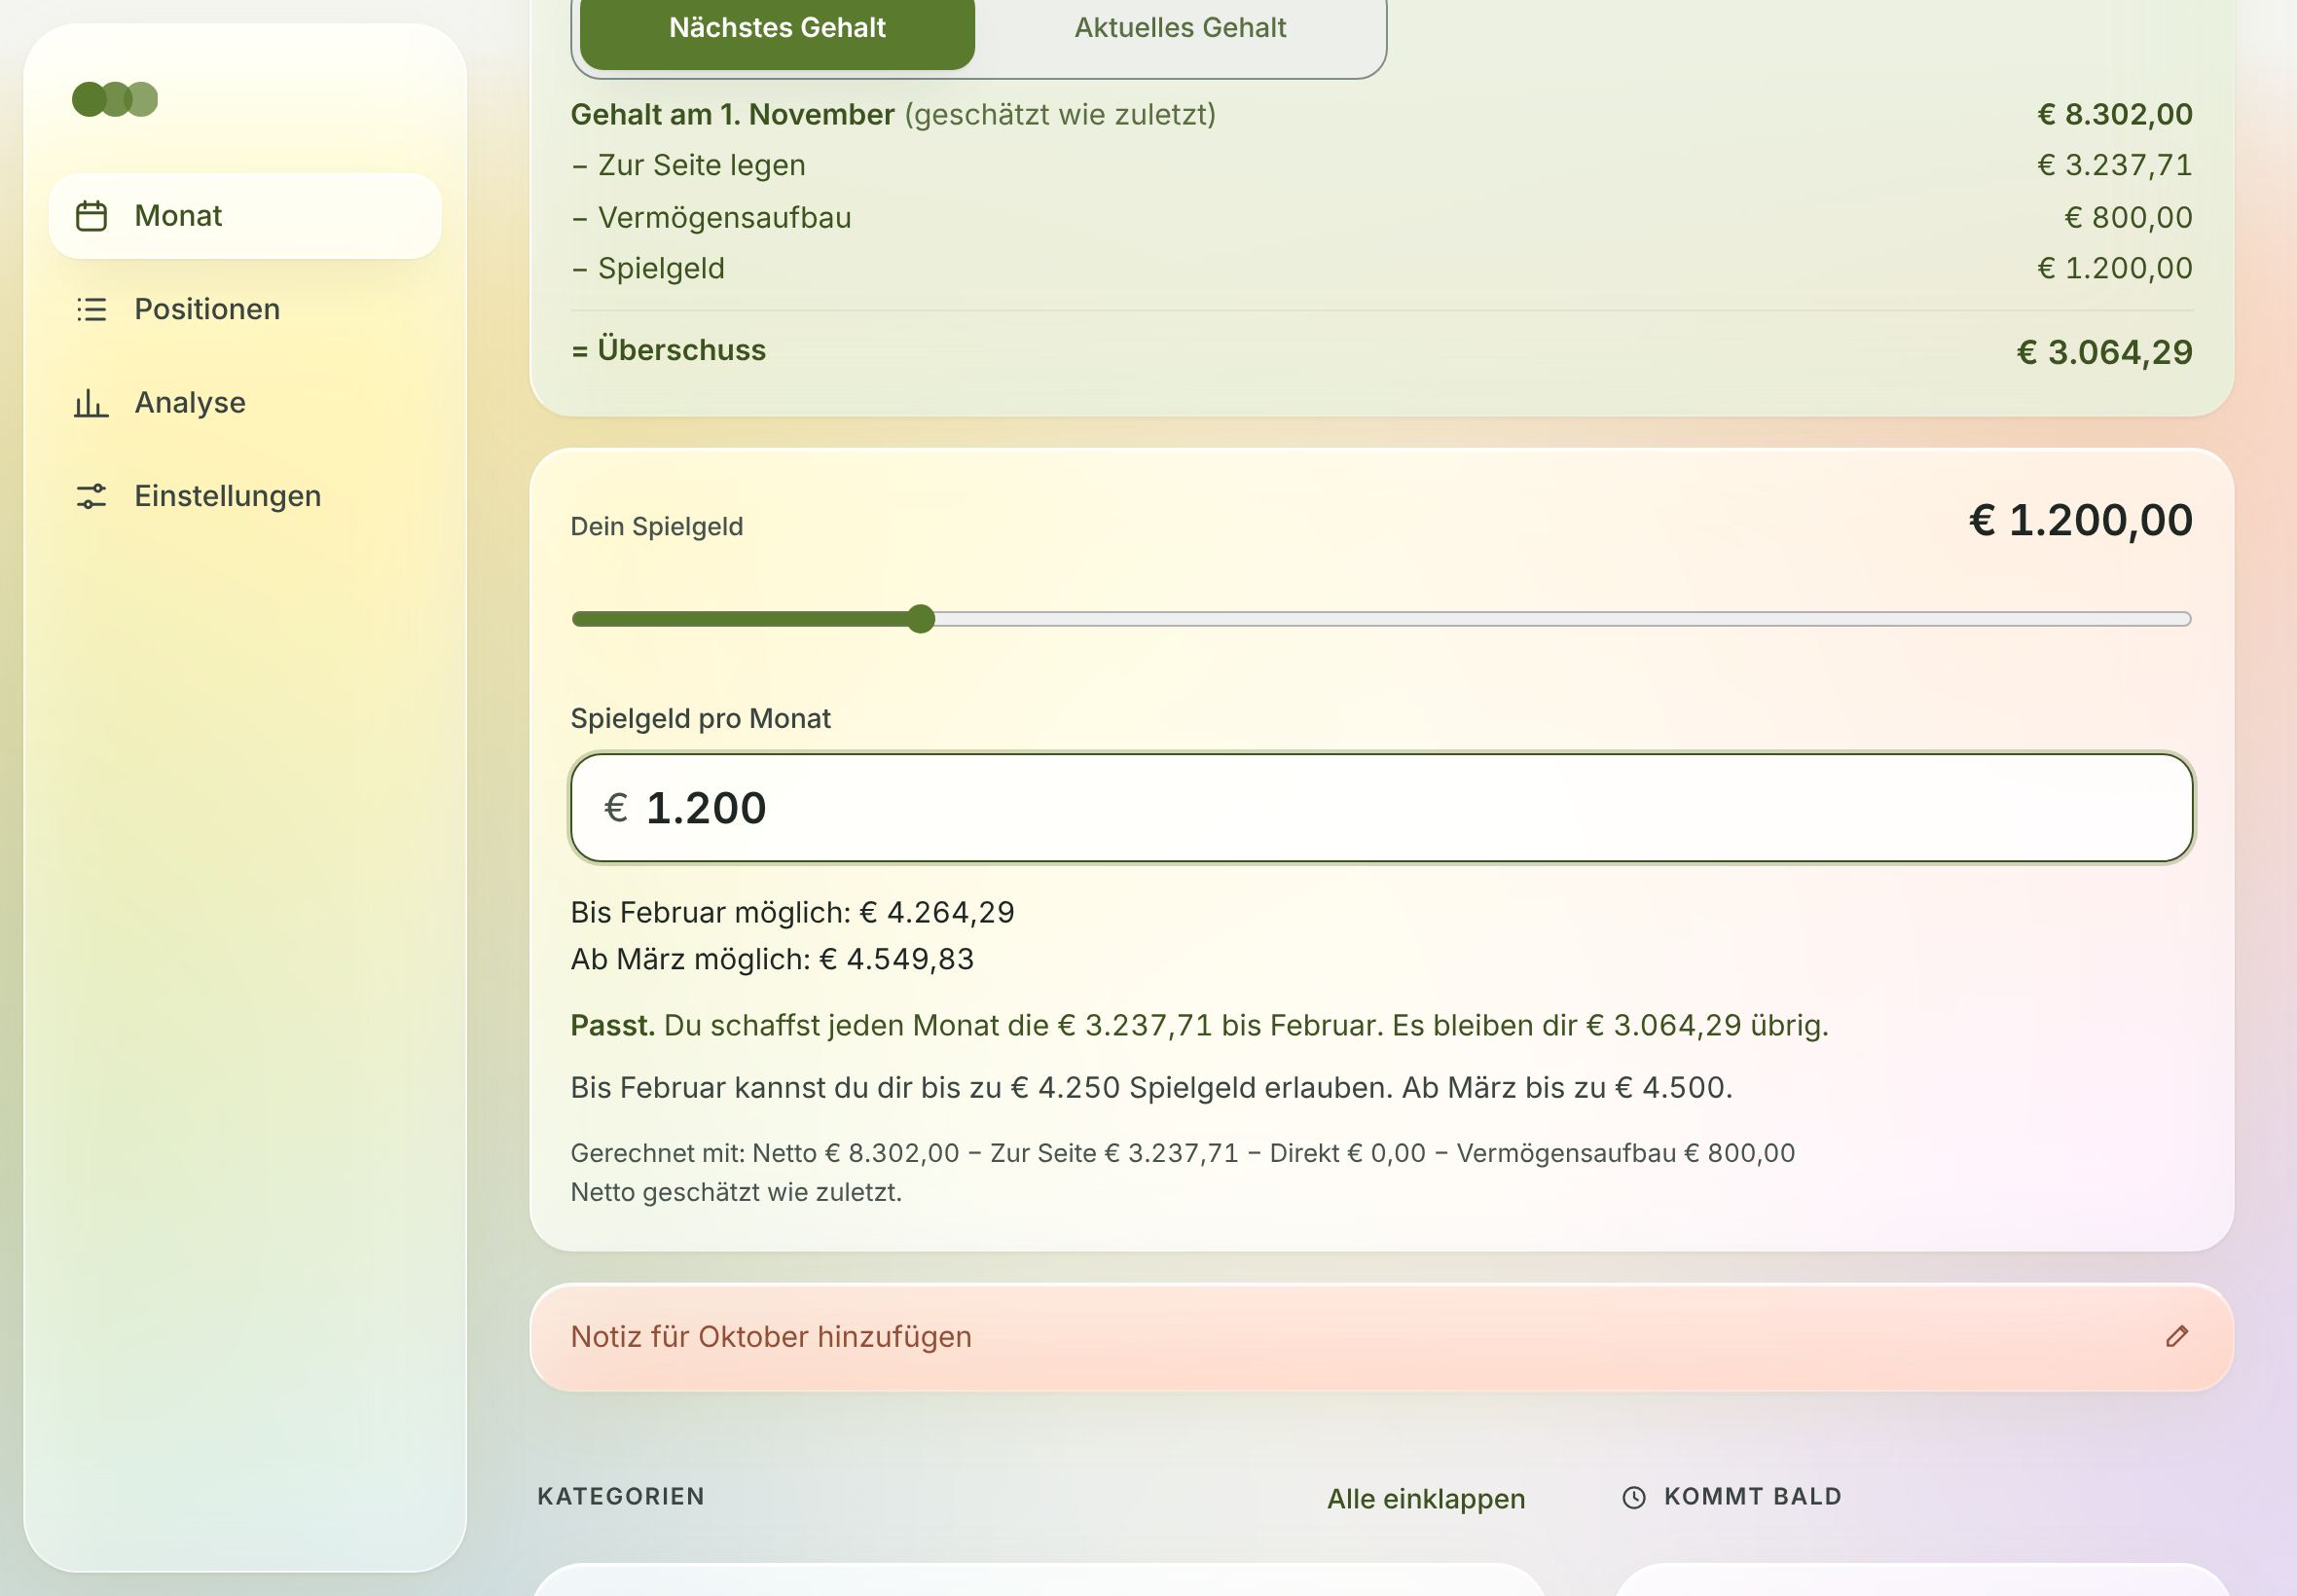 Nächstes Gehalt Aktuelles Gehalt
Gehalt am 1. November (geschätzt wie zuletzt) € 8.302,00
− Zur Seite legen € 3.237,71
− Vermögensaufbau € 800,00
− Spielgeld € 1.200,00
= Überschuss € 3.064,29
Monat
Positionen
Analyse
Einstellungen
Dein Spielgeld € 1.200,00
Spielgeld pro Monat
€ 1.200
Bis Februar möglich: € 4.264,29
Ab März möglich: € 4.549,83
Passt. Du schaffst jeden Monat die € 3.237,71 bis Februar. Es bleiben dir € 3.064,29 übrig.
Bis Februar kannst du dir bis zu € 4.250 Spielgeld erlauben. Ab März bis zu € 4.500.
Gerechnet mit: Netto € 8.302,00 − Zur Seite € 3.237,71 − Direkt € 0,00 − Vermögensaufbau € 800,00
Netto geschätzt wie zuletzt.
Notiz für Oktober hinzufügen
KATEGORIEN Alle einklappen KOMMT BALD